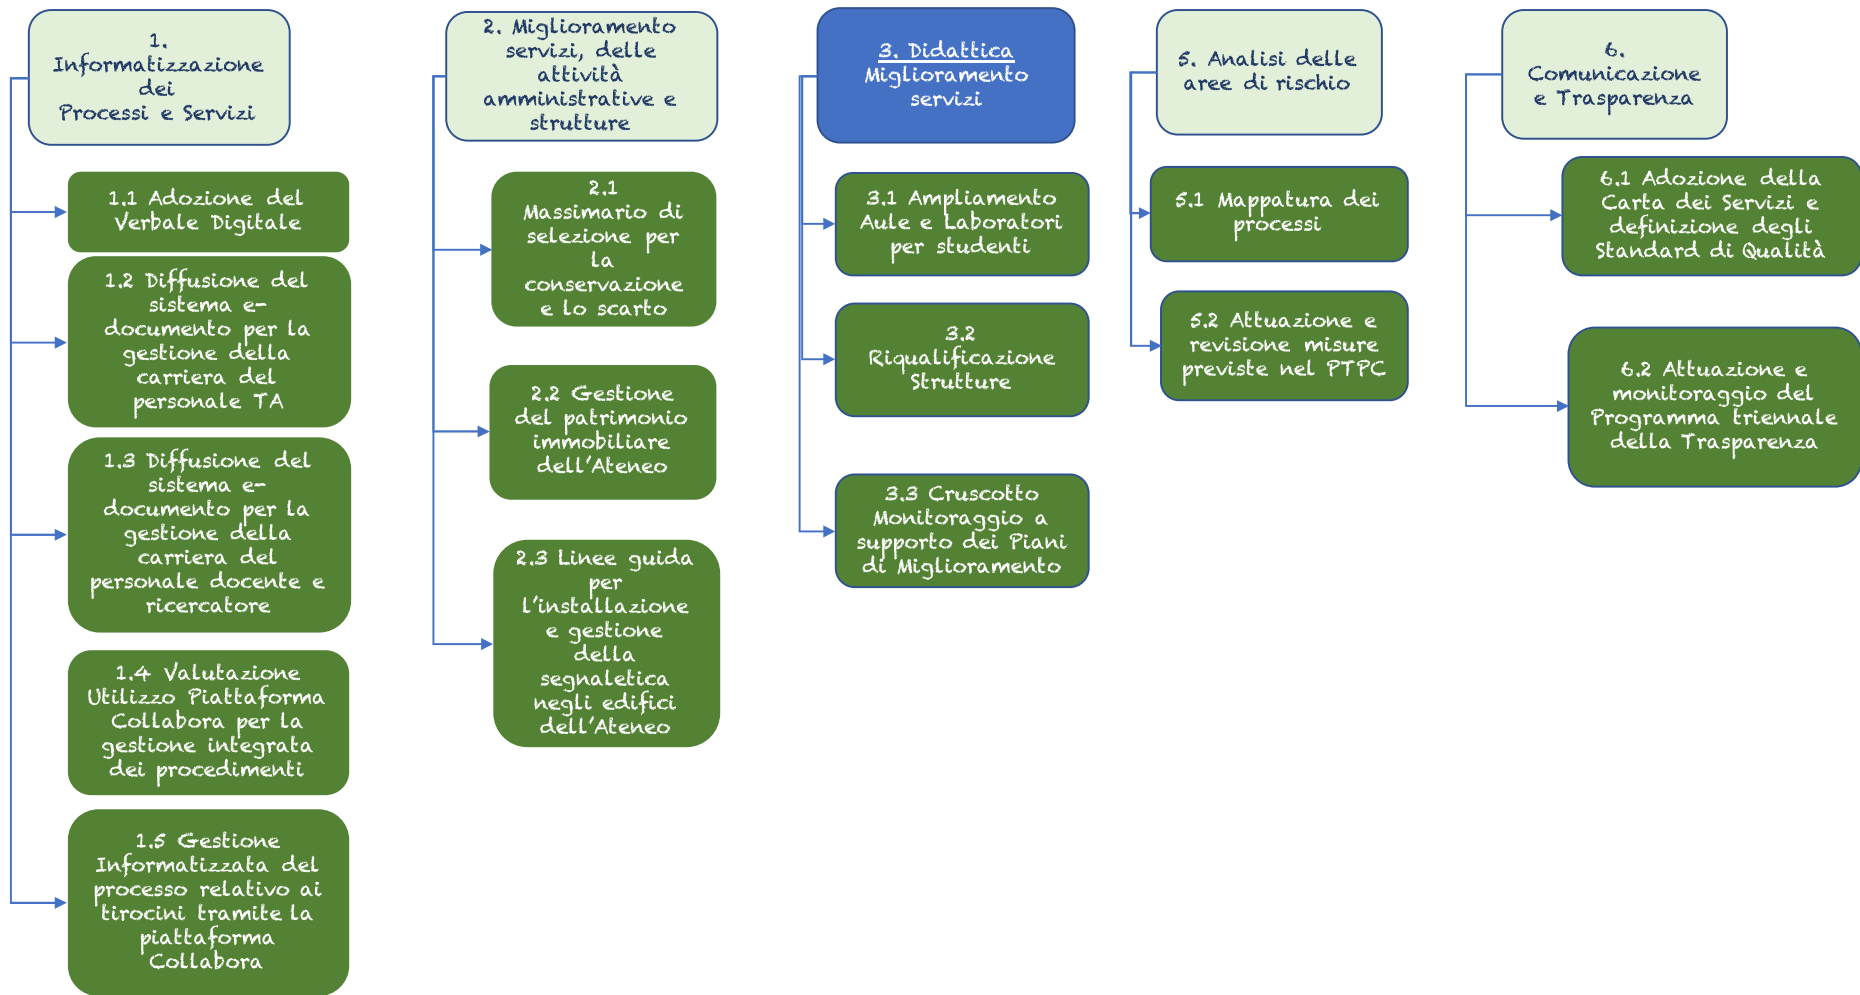 1.
Informatizzazione
dei
Processi e Servizi
1.1 Adozione del
Verbale Digitale
1.2 Diffusione del
sistema e-
documento per la
gestione della
carriera del
personale TA
1.3 Diffusione del
sistema e-
documento per la
gestione della
carriera del
personale docente e
ricercatore
1.4 Valutazione
Utilizzo Piattaforma
Collabora per la
gestione integrata
dei procedimenti
1.5 Gestione
Informatizzata del
processo relativo ai
tirocini tramite la
piattaforma
Collabora
2. Miglioramento
servizi, delle
attività
amministrative e
strutture
2.1
Massimario di
selezione per
la
conservazione
e lo scarto
2.2 Gestione
del patrimonio
immobiliare
dell'Ateneo
2.3 Linee guida
per
l'installazione
e gestione
della
segnaletica
negli edifici
dell'Ateneo
3. Didattica
Miglioramento
servizi
3.1 Ampliamento
Aule e Laboratori
per studenti
3.2
Riqualificazione
Strutture
3.3 Cruscotto
Monitoraggio a
supporto dei Piani
di Miglioramento
5. Analisi delle
aree di rischio
5.1 Mappatura dei
processi
5.2 Attuazione e
revisione misure
previste nel PTPC
6.
Comunicazione
e Trasparenza
6.1 Adozione della
Carta dei Servizi e
definizione degli
Standard di Qualità
6.2 Attuazione e
monitoraggio del
Programma triennale
della Trasparenza